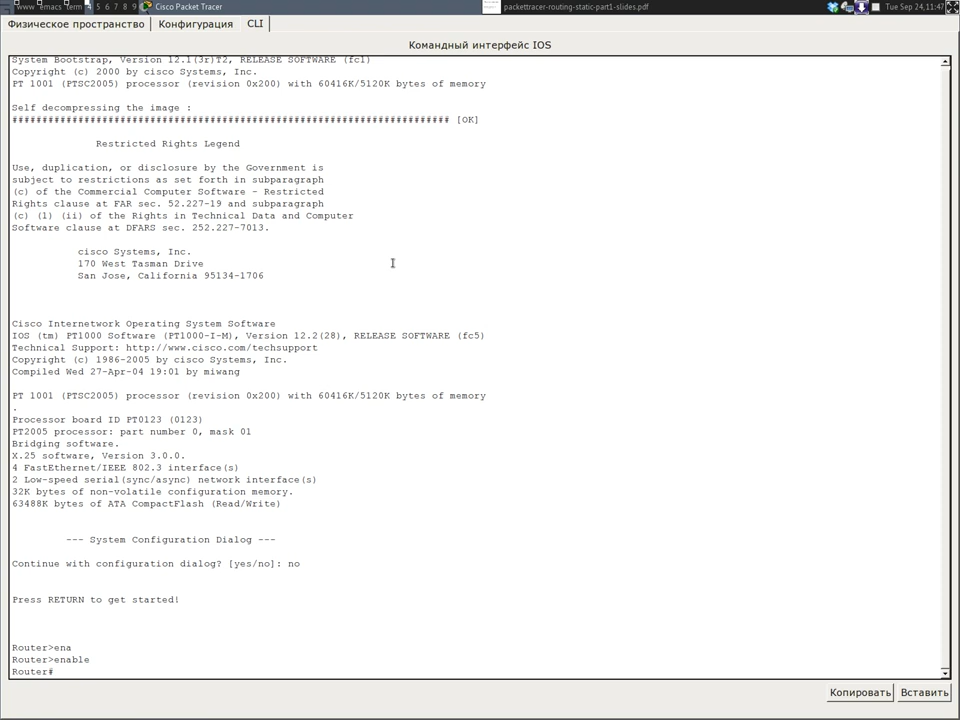 www emacs term 4 5 6 7 8 9 Cisco Packet Tracer packettracer-routing-static-part1-slides.pdf Tue Sep 24,11:47
Физическое пространство Конфигурация CLI
Командный интерфейс IOS
System Bootstrap, Version 12.1(3r)T2, RELEASE SOFTWARE (fc1)
Copyright (c) 2000 by cisco Systems, Inc.
PT 1001 (PTSC2005) processor (revision 0x200) with 60416K/5120K bytes of memory
Self decompressing the image :
########################################################################## [OK]
Restricted Rights Legend
Use, duplication, or disclosure by the Government is
subject to restrictions as set forth in subparagraph
(c) of the Commercial Computer Software - Restricted
Rights clause at FAR sec. 52.227-19 and subparagraph
(c) (1) (ii) of the Rights in Technical Data and Computer
Software clause at DFARS sec. 252.227-7013.
cisco Systems, Inc.
170 West Tasman Drive
San Jose, California 95134-1706
Cisco Internetwork Operating System Software
IOS (tm) PT1000 Software (PT1000-I-M), Version 12.2(28), RELEASE SOFTWARE (fc5)
Technical Support: http://www.cisco.com/techsupport
Copyright (c) 1986-2005 by cisco Systems, Inc.
Compiled Wed 27-Apr-04 19:01 by miwang
PT 1001 (PTSC2005) processor (revision 0x200) with 60416K/5120K bytes of memory
.
Processor board ID PT0123 (0123)
PT2005 processor: part number 0, mask 01
Bridging software.
X.25 software, Version 3.0.0.
4 FastEthernet/IEEE 802.3 interface(s)
2 Low-speed serial(sync/async) network interface(s)
32K bytes of non-volatile configuration memory.
63488K bytes of ATA CompactFlash (Read/Write)
--- System Configuration Dialog ---
Continue with configuration dialog? [yes/no]: no
Press RETURN to get started!
Router>ena
Router>enable
Router#
Копировать Вставить